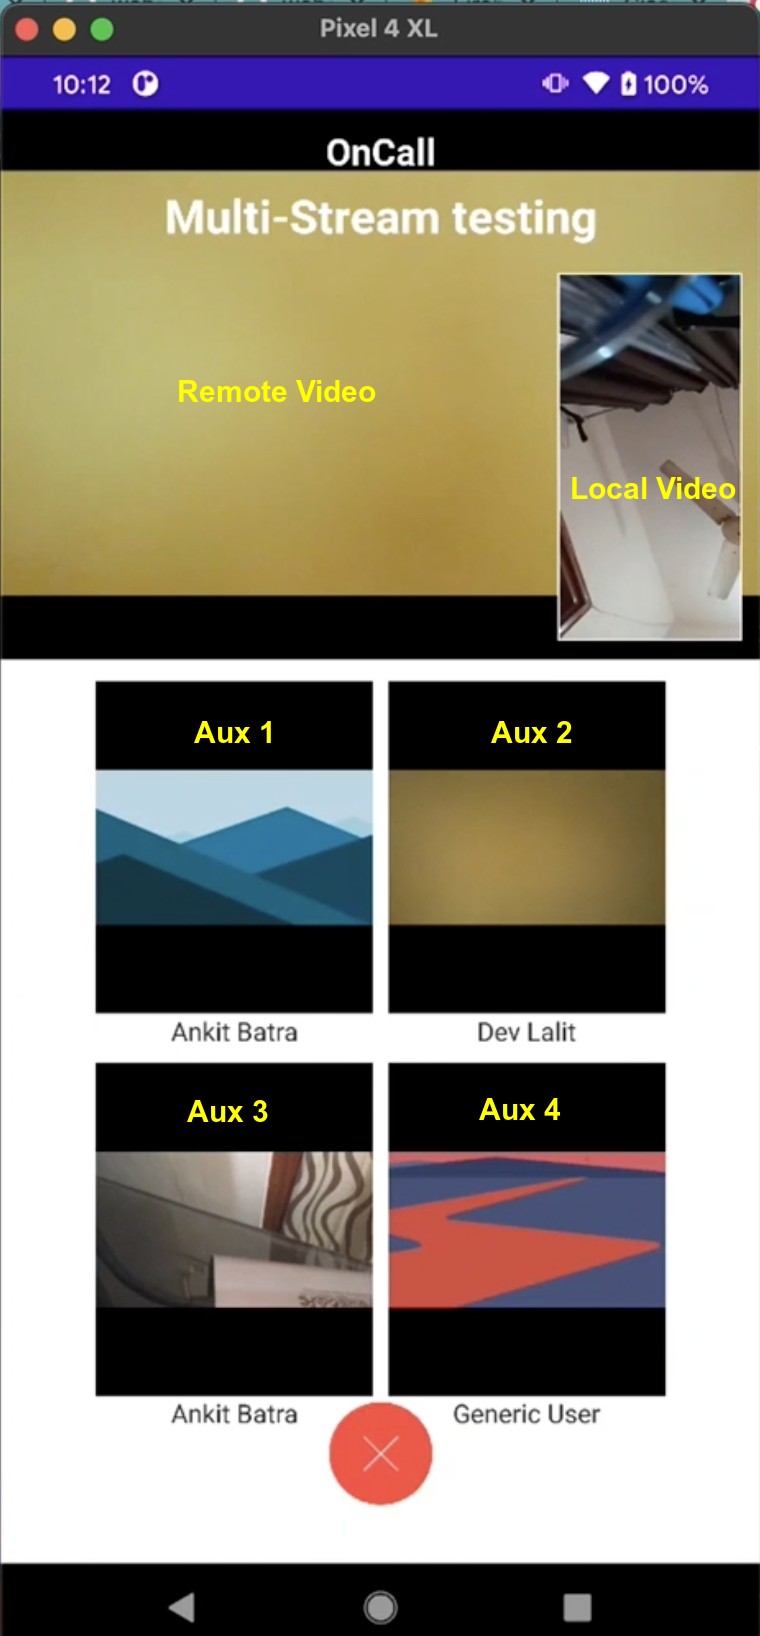 Pixel 4 XL
10:12
100%
OnCall
Multi-Stream testing
Remote Video
Local Video
Aux 1
Aux 2
Ankit Batra
Dev Lalit
Aux 3
Aux 4
Ankit Batra
Generic User